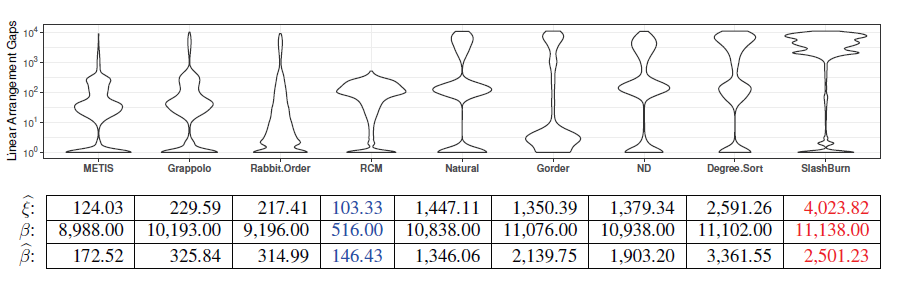 Linear Arrangement Gaps
10⁴
10³
10²
10¹
10⁰
METIS Grappolo Rabbit.Order RCM Natural Gorder ND Degree.Sort SlashBurn
ξ̂: 124.03 229.59 217.41 103.33 1,447.11 1,350.39 1,379.34 2,591.26 4,023.82
β: 8,988.00 10,193.00 9,196.00 516.00 10,838.00 11,076.00 10,938.00 11,102.00 11,138.00
β̂: 172.52 325.84 314.99 146.43 1,346.06 2,139.75 1,903.20 3,361.55 2,501.23